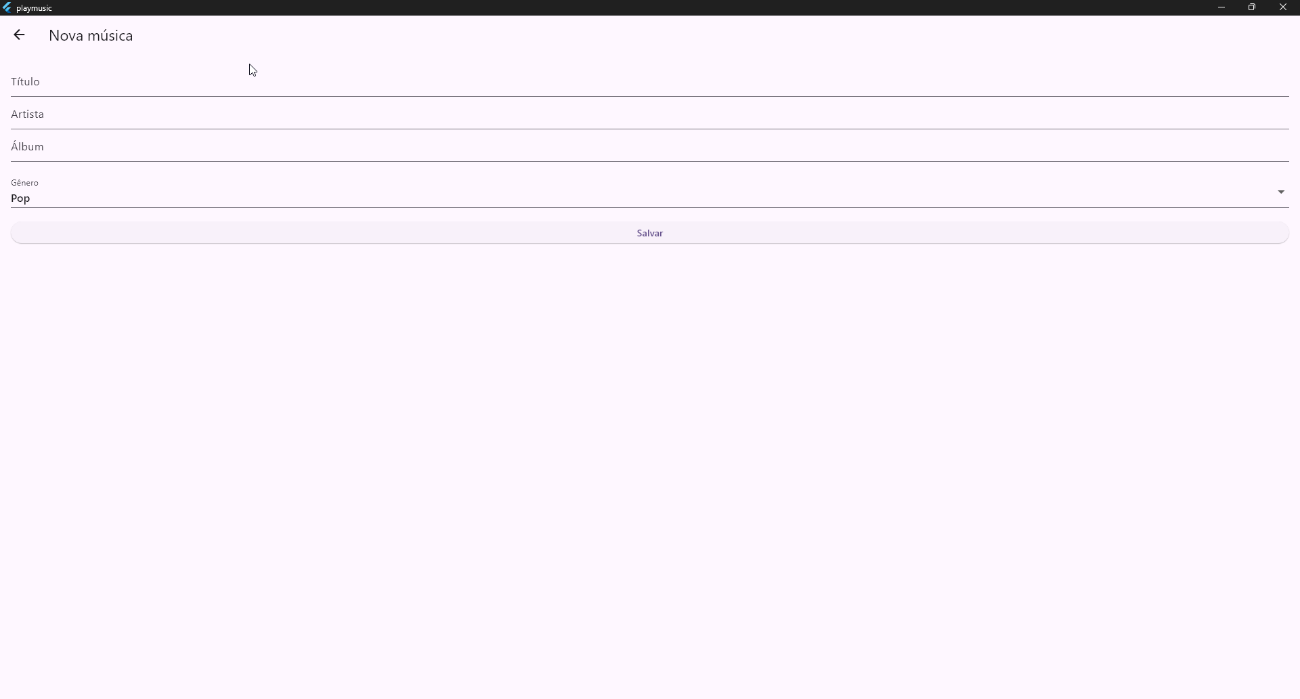 playmusic
Nova música
Título
Artista
Álbum
Gênero
Pop
Salvar